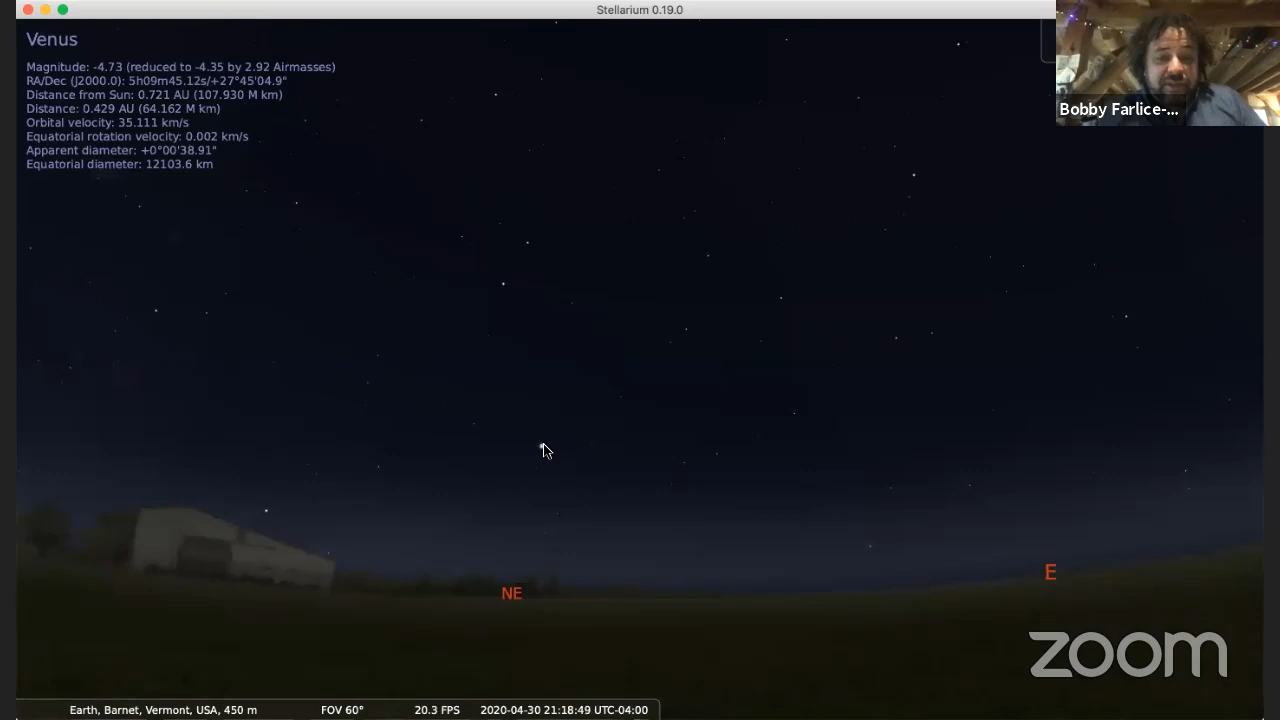 Stellarium 0.19.0
Venus
Magnitude: -4.73 (reduced to -4.35 by 2.92 Airmasses)
RA/Dec (J2000.0): 5h09m45.12s/+27°45'04.9"
Distance from Sun: 0.721 AU (107.930 M km)
Distance: 0.429 AU (64.162 M km)
Orbital velocity: 35.111 km/s
Equatorial rotation velocity: 0.002 km/s
Apparent diameter: +0°00'38.91"
Equatorial diameter: 12103.6 km
Bobby Farlice-...
NE
E
zoom
Earth, Barnet, Vermont, USA, 450 m FOV 60° 20.3 FPS 2020-04-30 21:18:49 UTC-04:00